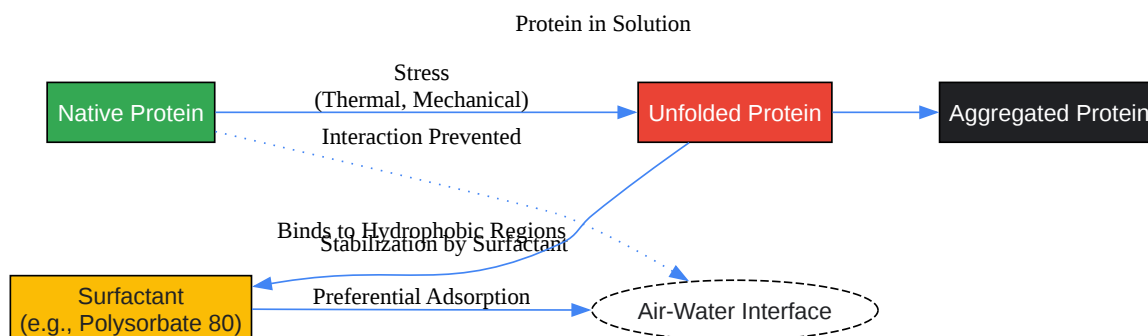 Protein in Solution
Stress
(Thermal, Mechanical)
Native Protein
Unfolded Protein
Aggregated Protein
Interaction Prevented
Binds to Hydrophobic Regions
Stabilization by Surfactant
Surfactant
(e.g., Polysorbate 80)
Preferential Adsorption
Air-Water Interface